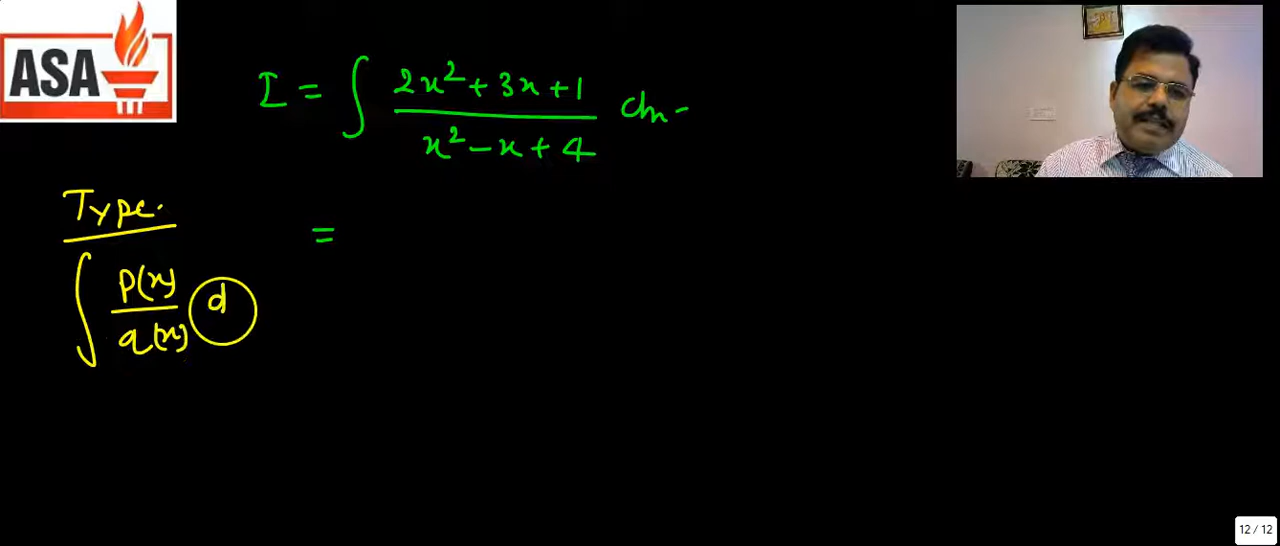 ASA
I = ∫ (2x² + 3x + 1)/(x² - x + 4) dx.
Type.
=
∫ p(x)/q(x) d
12 / 12